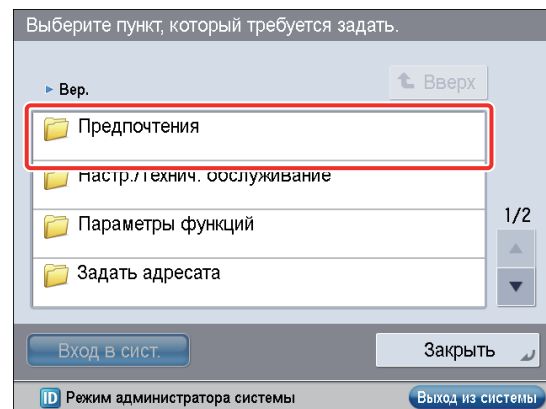 Выберите пункт, который требуется задать.
Вер.
Вверх
Предпочтения
Настр./Технич. обслуживание
Параметры функций
1/2
Задать адресата
Вход в сист.
Закрыть
ID Режим администратора системы
Выход из системы